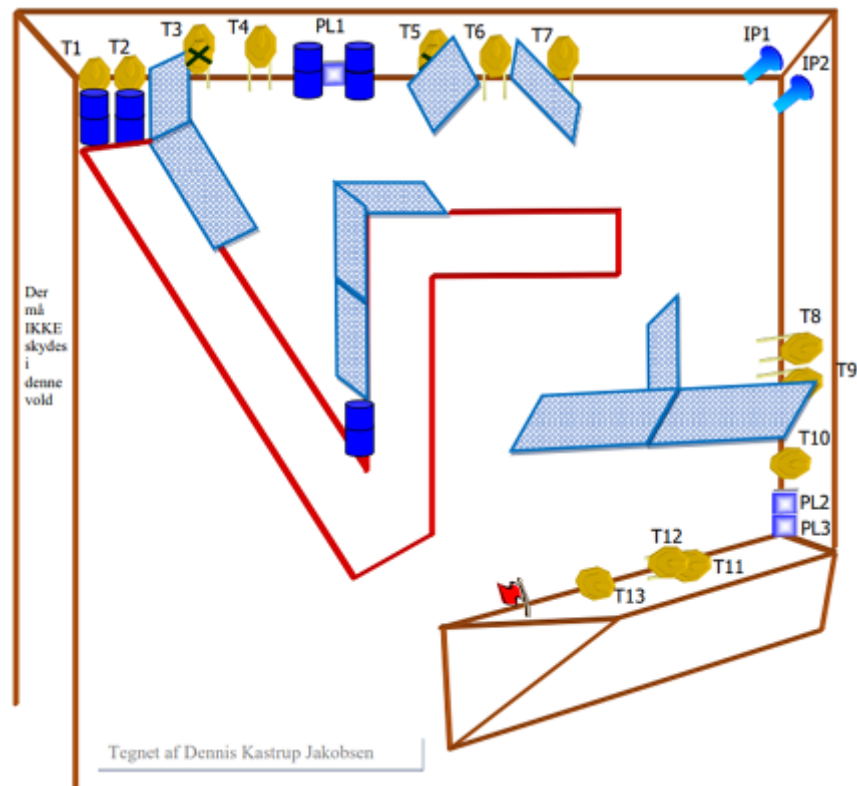 T1
T2
T3
T4
PL1
T5
T6
T7
IP1
IP2
Der
må
IKKE
skydes
i
denne
vold
T8
T9
T10
PL2
PL3
T12
T11
T13
Tegnet af Dennis Kastrup Jakobsen